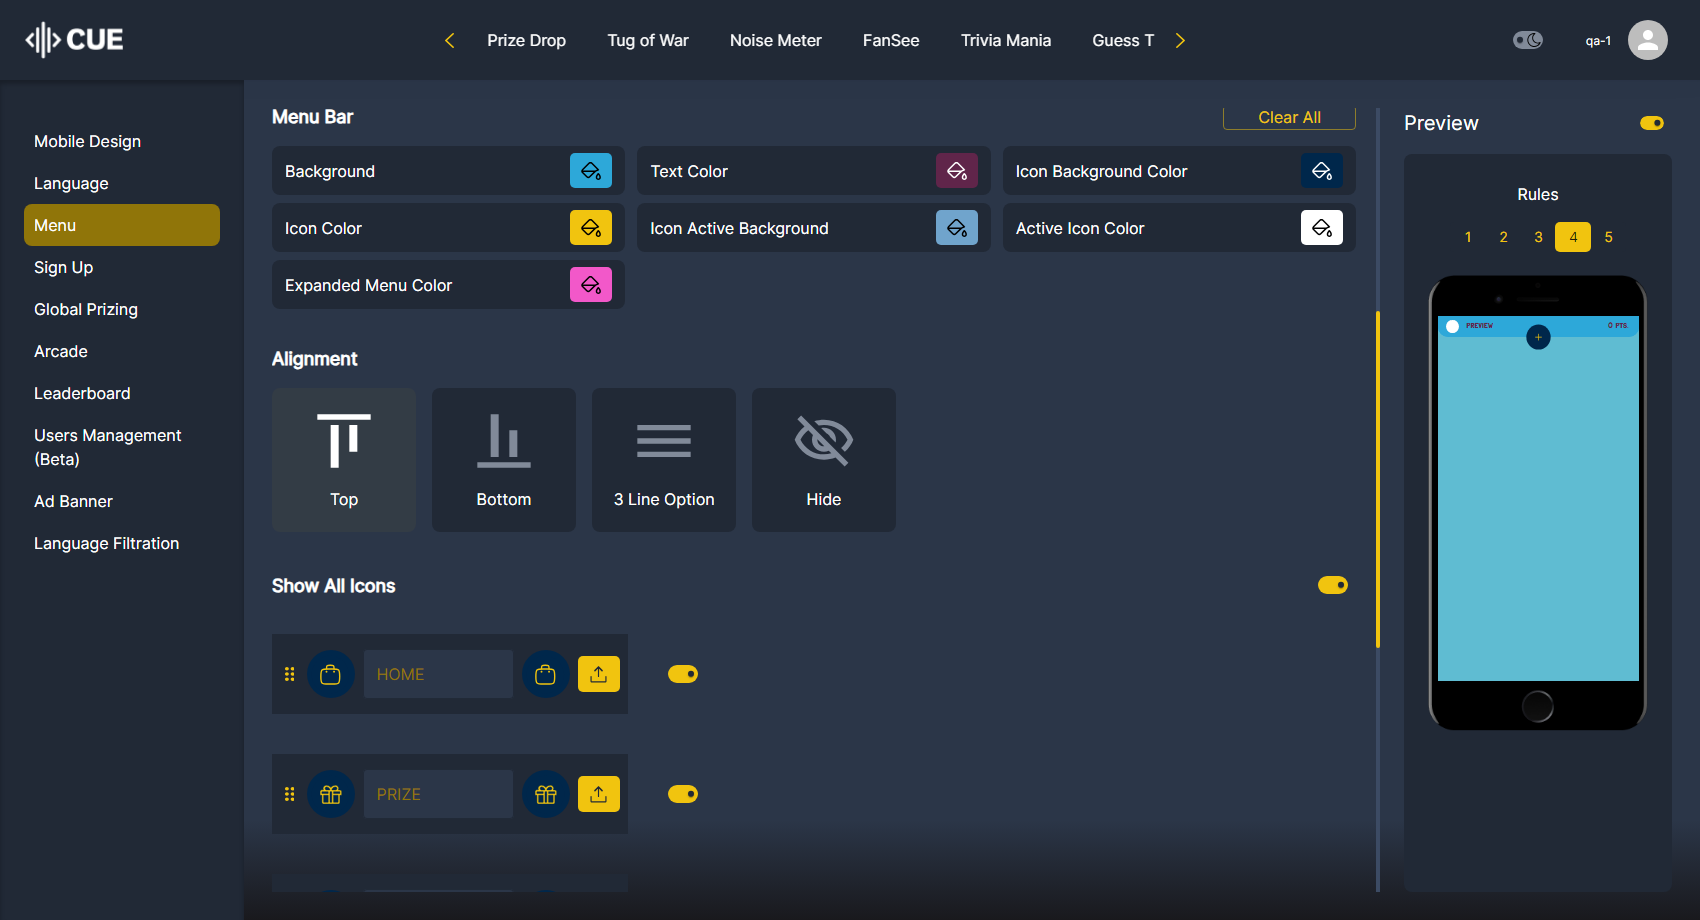 CUE
Prize Drop
Tug of War
Noise Meter
FanSee
Trivia Mania
Guess T
qa-1
Mobile Design
Language
Menu
Sign Up
Global Prizing
Arcade
Leaderboard
Users Management
(Beta)
Ad Banner
Language Filtration
Menu Bar
Clear All
Background
Text Color
Icon Background Color
Icon Color
Icon Active Background
Active Icon Color
Expanded Menu Color
Alignment
Top
Bottom
3 Line Option
Hide
Show All Icons
HOME
PRIZE
Preview
Rules
1 2 3 4 5
PREVIEW
0 PTS